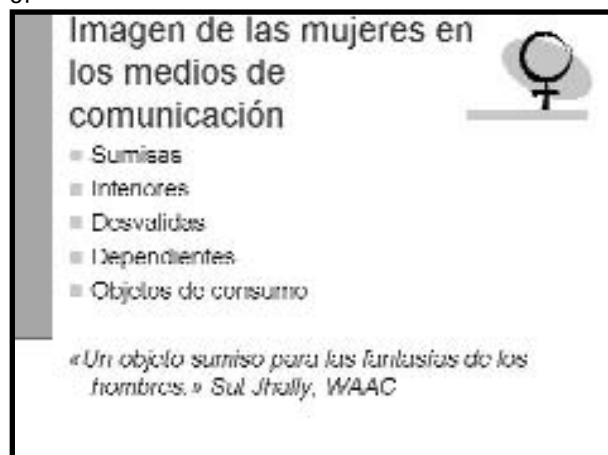 Imagen de las mujeres en
los medios de
comunicación
Sumisas
Inferiores
Desvalidas
Dependientes
Objetos de consumo
«Un objeto sumiso para las fantasías de los
hombres.» Sut Jhally, WAAC